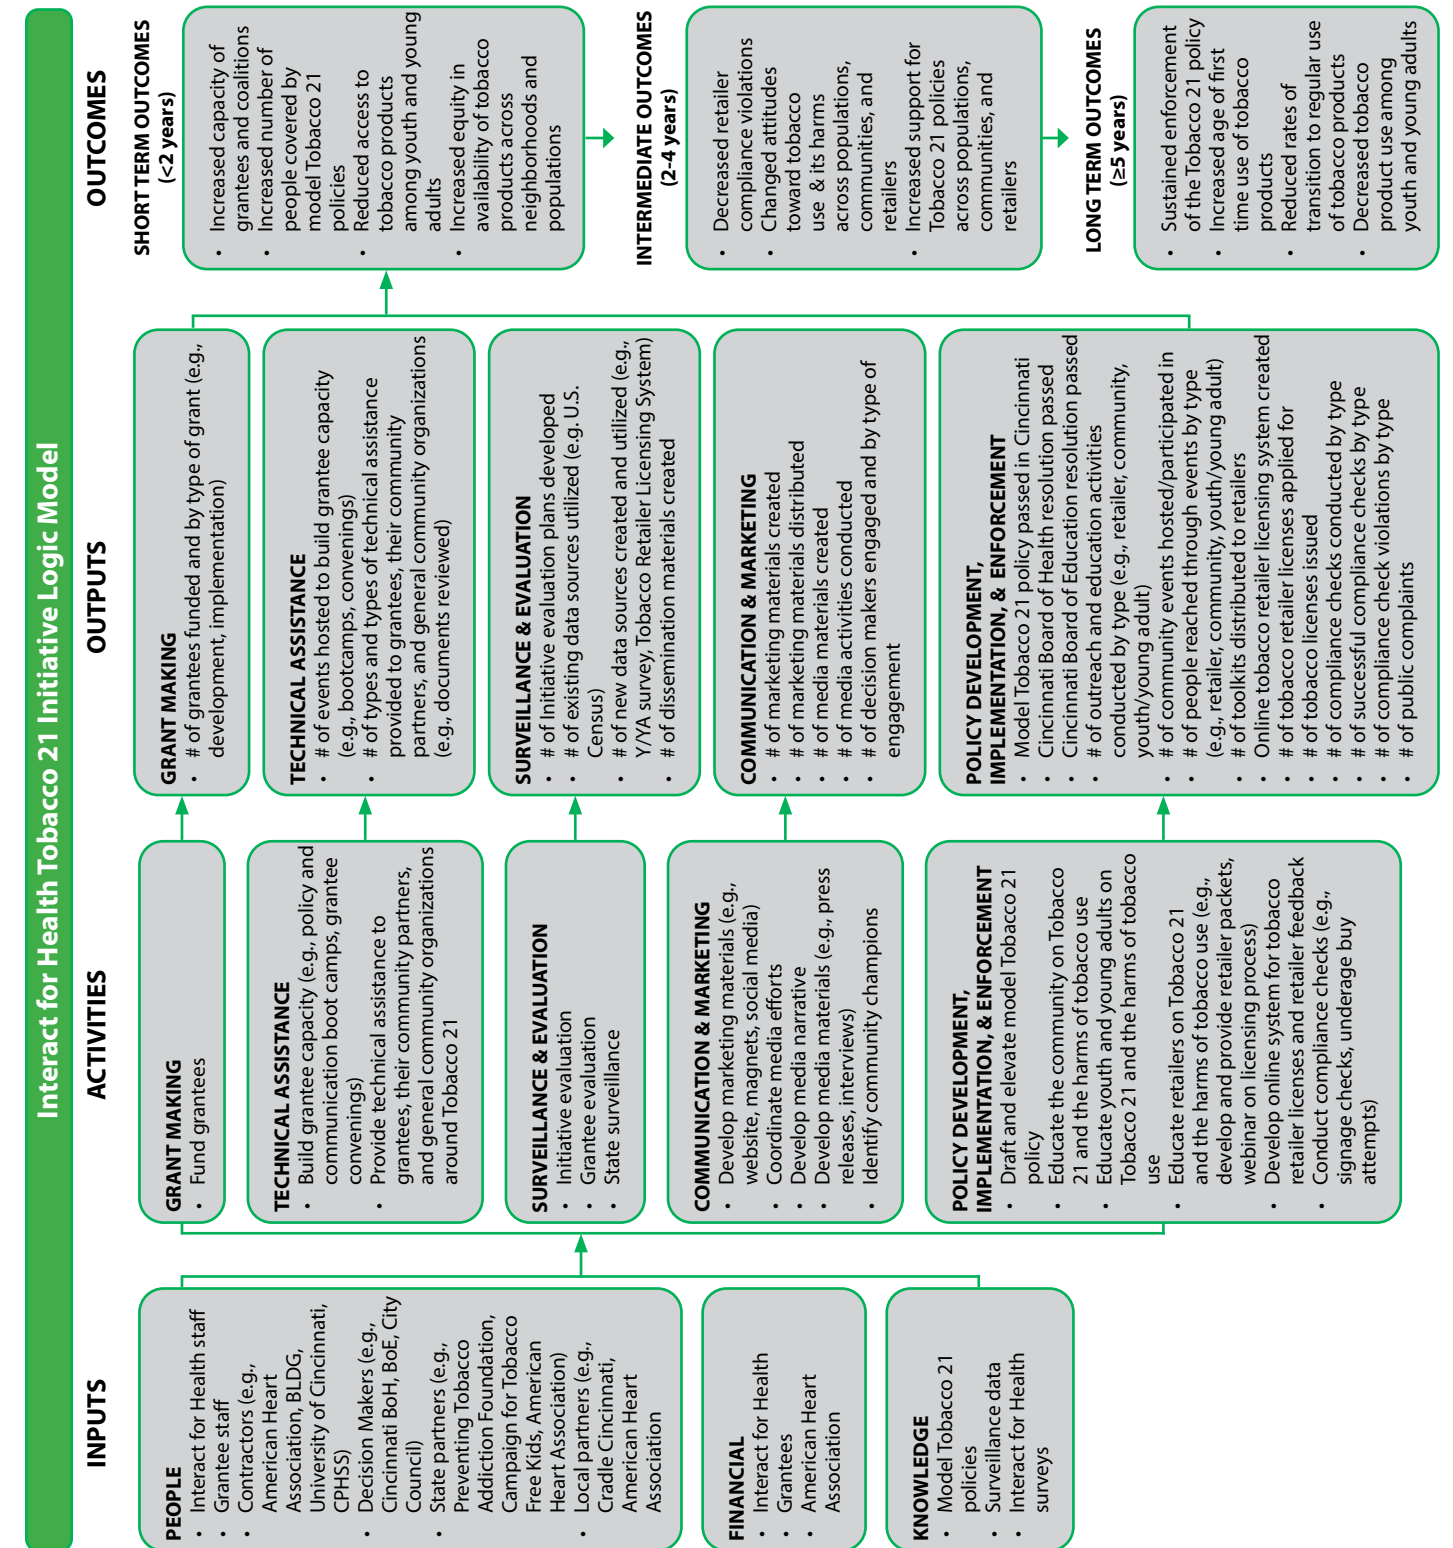 Interact for Health Tobacco 21 Initiative Logic Model
INPUTS
PEOPLE
• Interact for Health staff
• Grantee staff
• Contractors (e.g.,
American Heart
Association, BLDG,
University of Cincinnati,
CPHSS)
• Decision Makers (e.g.,
Cincinnati BoH, BoE, City
Council)
• State partners (e.g.,
Preventing Tobacco
Addiction Foundation,
Campaign for Tobacco
Free Kids, American
Heart Association)
• Local partners (e.g.,
Cradle Cincinnati,
American Heart
Association
FINANCIAL
• Interact for Health
• Grantees
• American Heart
Association
KNOWLEDGE
• Model Tobacco 21
policies
• Surveillance data
• Interact for Health
surveys
ACTIVITIES
GRANT MAKING
• Fund grantees
TECHNICAL ASSISTANCE
• Build grantee capacity (e.g., policy and
communication boot camps, grantee
convenings)
• Provide technical assistance to
grantees, their community partners,
and general community organizations
around Tobacco 21
SURVEILLANCE & EVALUATION
• Initiative evaluation
• Grantee evaluation
• State surveillance
COMMUNICATION & MARKETING
• Develop marketing materials (e.g.,
website, magnets, social media)
• Coordinate media efforts
• Develop media narrative
• Develop media materials (e.g., press
releases, interviews)
• Identify community champions
POLICY DEVELOPMENT,
IMPLEMENTATION, & ENFORCEMENT
• Draft and elevate model Tobacco 21
policy
• Educate the community on Tobacco
21 and the harms of tobacco use
• Educate youth and young adults on
Tobacco 21 and the harms of tobacco
use
• Educate retailers on Tobacco 21
and the harms of tobacco use (e.g.,
develop and provide retailer packets,
webinar on licensing process)
• Develop online system for tobacco
retailer licenses and retailer feedback
• Conduct compliance checks (e.g.,
signage checks, underage buy
attempts)
OUTPUTS
GRANT MAKING
• # of grantees funded and by type of grant (e.g.,
development, implementation)
TECHNICAL ASSISTANCE
• # of events hosted to build grantee capacity
(e.g., bootcamps, convenings)
• # of types and types of technical assistance
provided to grantees, their community
partners, and general community organizations
(e.g., documents reviewed)
SURVEILLANCE & EVALUATION
• # of Initiative evaluation plans developed
• # of existing data sources utilized (e.g. U.S.
Census)
• # of new data sources created and utilized (e.g.,
Y/YA survey, Tobacco Retailer Licensing System)
• # of dissemination materials created
COMMUNICATION & MARKETING
• # of marketing materials created
• # of marketing materials distributed
• # of media materials created
• # of media activities conducted
• # of decision makers engaged and by type of
engagement
POLICY DEVELOPMENT,
IMPLEMENTATION, & ENFORCEMENT
• Model Tobacco 21 policy passed in Cincinnati
• Cincinnati Board of Health resolution passed
• Cincinnati Board of Education resolution passed
• # of outreach and education activities
conducted by type (e.g., retailer, community,
youth/young adult)
• # of community events hosted/participated in
• # of people reached through events by type
(e.g., retailer, community, youth/young adult)
• # of toolkits distributed to retailers
• Online tobacco retailer licensing system created
• # of tobacco retailer licenses applied for
• # of tobacco licenses issued
• # of compliance checks conducted by type
• # of successful compliance checks by type
• # of compliance check violations by type
• # of public complaints
OUTCOMES
SHORT TERM OUTCOMES
(<2 years)
• Increased capacity of
grantees and coalitions
• Increased number of
people covered by
model Tobacco 21
policies
• Reduced access to
tobacco products
among youth and young
adults
• Increased equity in
availability of tobacco
products across
neighborhoods and
populations
INTERMEDIATE OUTCOMES
(2-4 years)
• Decreased retailer
compliance violations
• Changed attitudes
toward tobacco
use & its harms
across populations,
communities, and
retailers
• Increased support for
Tobacco 21 policies
across populations,
communities, and
retailers
LONG TERM OUTCOMES
(≥5 years)
• Sustained enforcement
of the Tobacco 21 policy
• Increased age of first
time use of tobacco
products
• Reduced rates of
transition to regular use
of tobacco products
• Decreased tobacco
product use among
youth and young adults